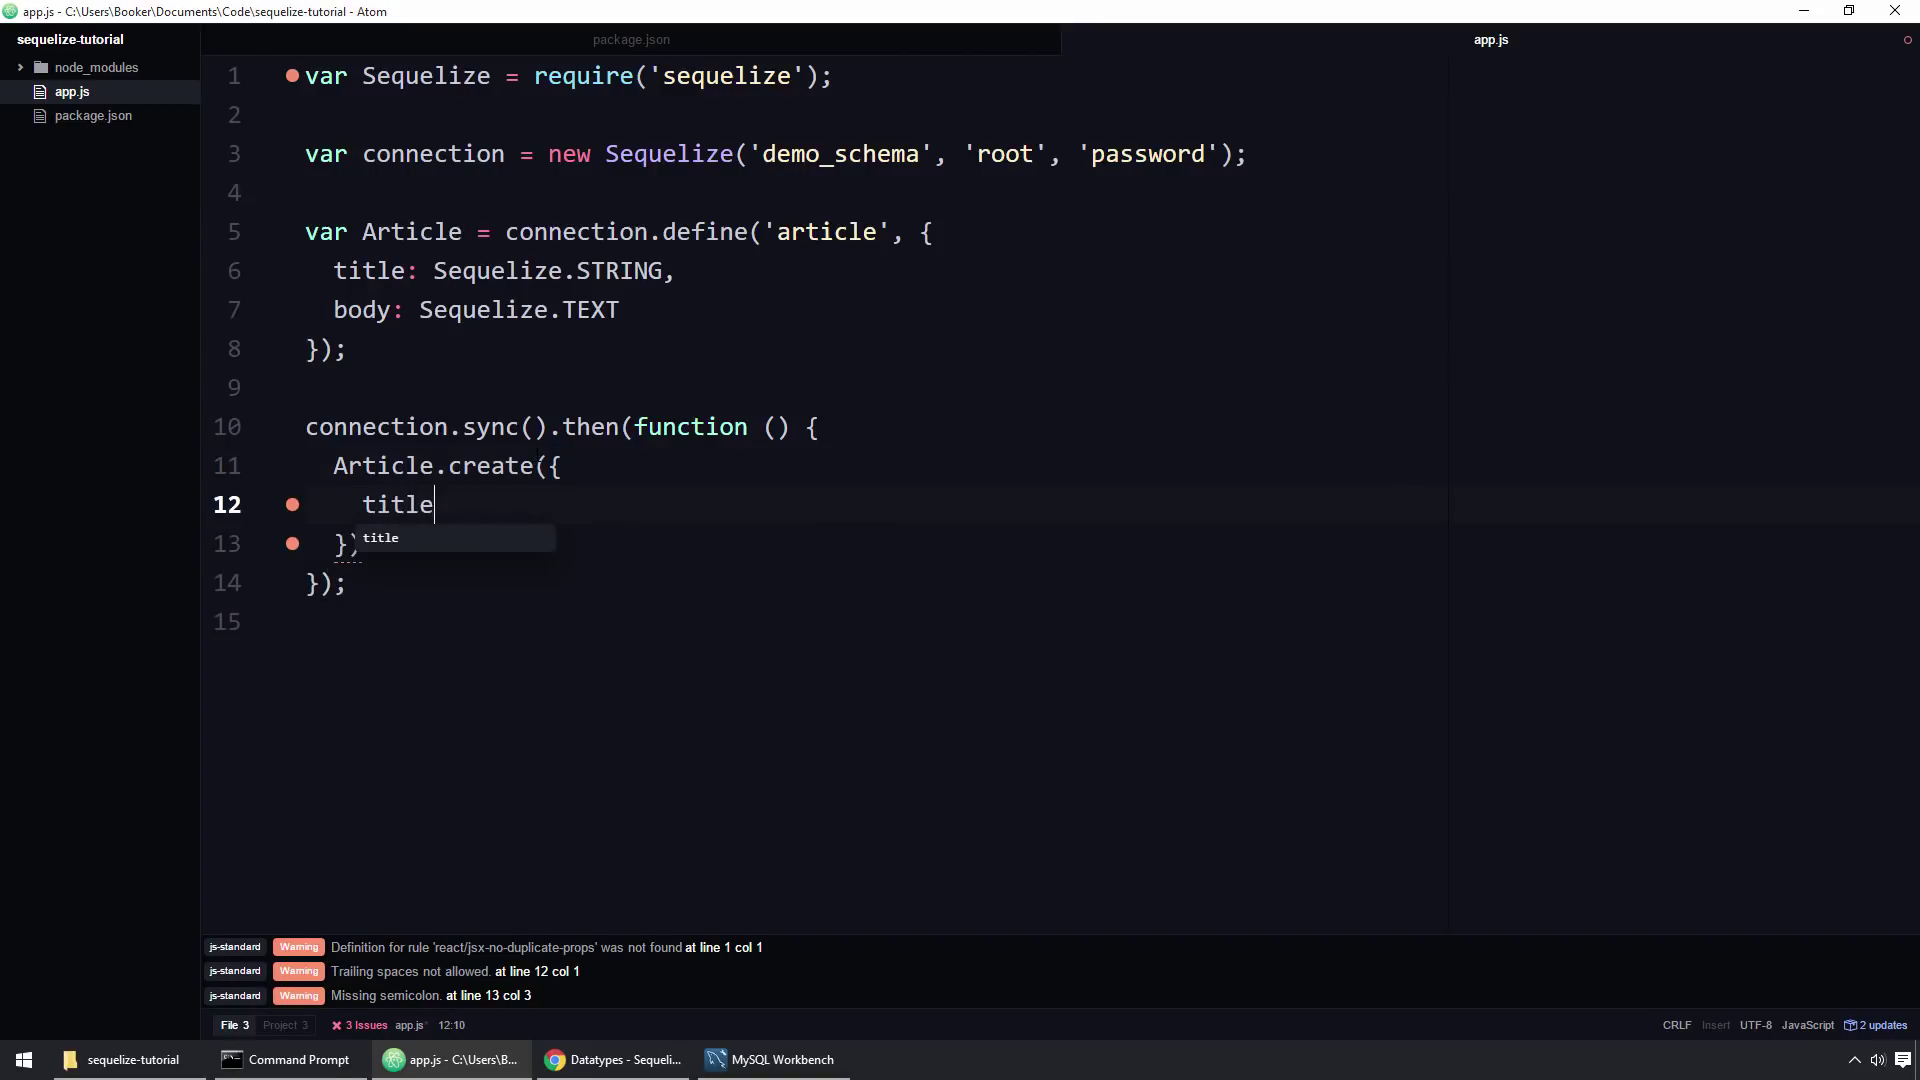 app.js - C:\Users\Booker\Documents\Code\sequelize-tutorial - Atom
sequelize-tutorial
node_modules
app.js
package.json
package.json
app.js
1 var Sequelize = require('sequelize');
2
3 var connection = new Sequelize('demo_schema', 'root', 'password');
4
5 var Article = connection.define('article', {
6 title: Sequelize.STRING,
7 body: Sequelize.TEXT
8 });
9
10 connection.sync().then(function () {
11 Article.create({
12 title
title
13 })
14 });
15
js-standard Warning Definition for rule 'react/jsx-no-duplicate-props' was not found at line 1 col 1
js-standard Warning Trailing spaces not allowed. at line 12 col 1
js-standard Warning Missing semicolon. at line 13 col 3
File 3 Project 3 3 Issues app.js* 12:10 CRLF Insert UTF-8 JavaScript 2 updates
sequelize-tutorial Command Prompt app.js - C:\Users\B... Datatypes - Sequeli... MySQL Workbench